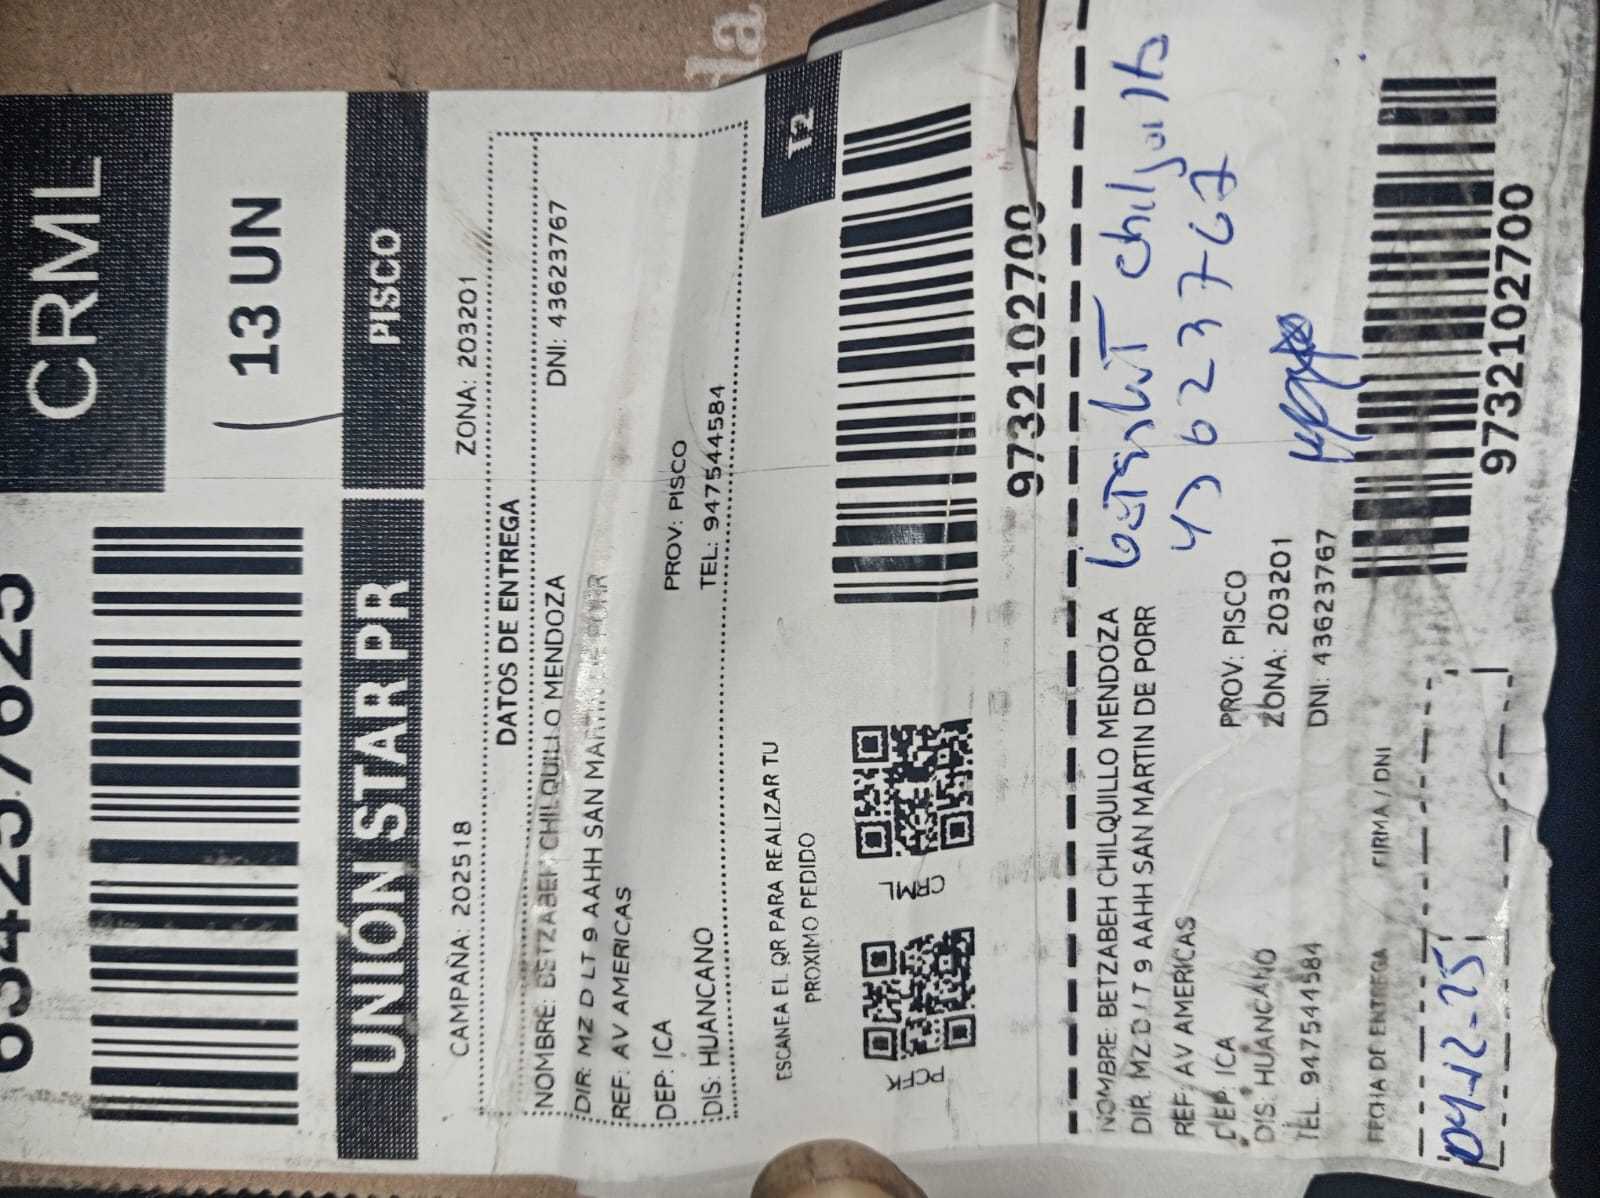 CRML
13 UN
UNIÓN STAR PR
PISCO
CAMPAÑA: 202518
ZONA: 203201
DATOS DE ENTREGA
NOMBRE: BETZABEH CHILQUILLO MENDOZA
DNI: 43623767
DIR: MZ D LT 9 AAHH SAN MARTIN DE PORR
REF: AV AMERICAS
DEP: ICA
PROV: PISCO
DIS: HUANCANO
TEL: 947544584
T2
ESCANEA EL QR PARA REALIZAR TU
PROXIMO PEDIDO
CRML
9732102700
NOMBRE: BETZABEH CHILQUILLO MENDOZA
DIR: MZ D LT 9 AAHH SAN MARTIN DE PORR
REF: AV AMERICAS
DEP: ICA
PROV: PISCO
DIS: HUANCANO
ZONA: 203201
TEL: 947544584
DNI: 43623767
43623767
FECHA DE ENTREGA
FIRMA / DNI
04-12-25
9732102700